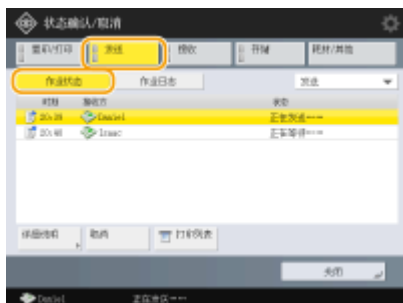 状态确认/取消
复印/打印 发送 接收 存储 耗材/其他
作业状态 作业日志 发送
时间 接收方 状态
20:39 Daniel 正在发送……
20:40 Isaac 正在等待……
详细说明 取消 打印列表
关闭
Daniel 正在发送……